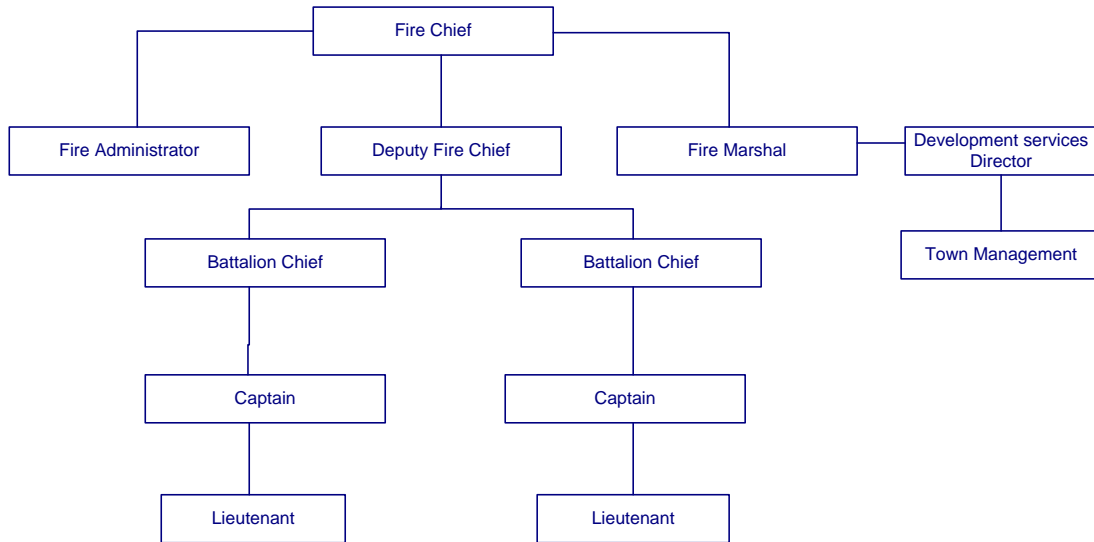 Fire Chief
Fire Administrator
Deputy Fire Chief
Fire Marshal
Development services
Director
Battalion Chief
Battalion Chief
Town Management
Captain
Captain
Lieutenant
Lieutenant